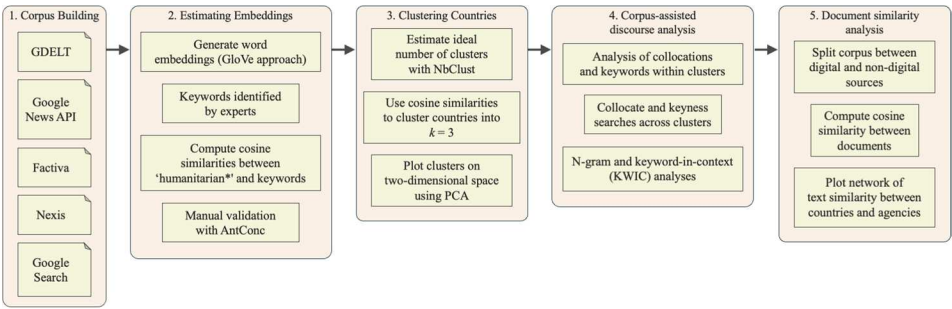 1. Corpus Building
GDELT
Google
News API
Factiva
Nexis
Google
Search
2. Estimating Embeddings
Generate word
embeddings (GloVe approach)
Keywords identified
by experts
Compute cosine
similarities between
'humanitarian*' and keywords
Manual validation
with AntConc
3. Clustering Countries
Estimate ideal
number of clusters
with NbClust
Use cosine similarities
to cluster countries into
k = 3
Plot clusters on
two-dimensional space
using PCA
4. Corpus-assisted
discourse analysis
Analysis of collocations
and keywords within clusters
Collocate and keyness
searches across clusters
N-gram and keyword-in-context
(KWIC) analyses
5. Document similarity
analysis
Split corpus between
digital and non-digital
sources
Compute cosine
similarity between
documents
Plot network of
text similarity between
countries and agencies